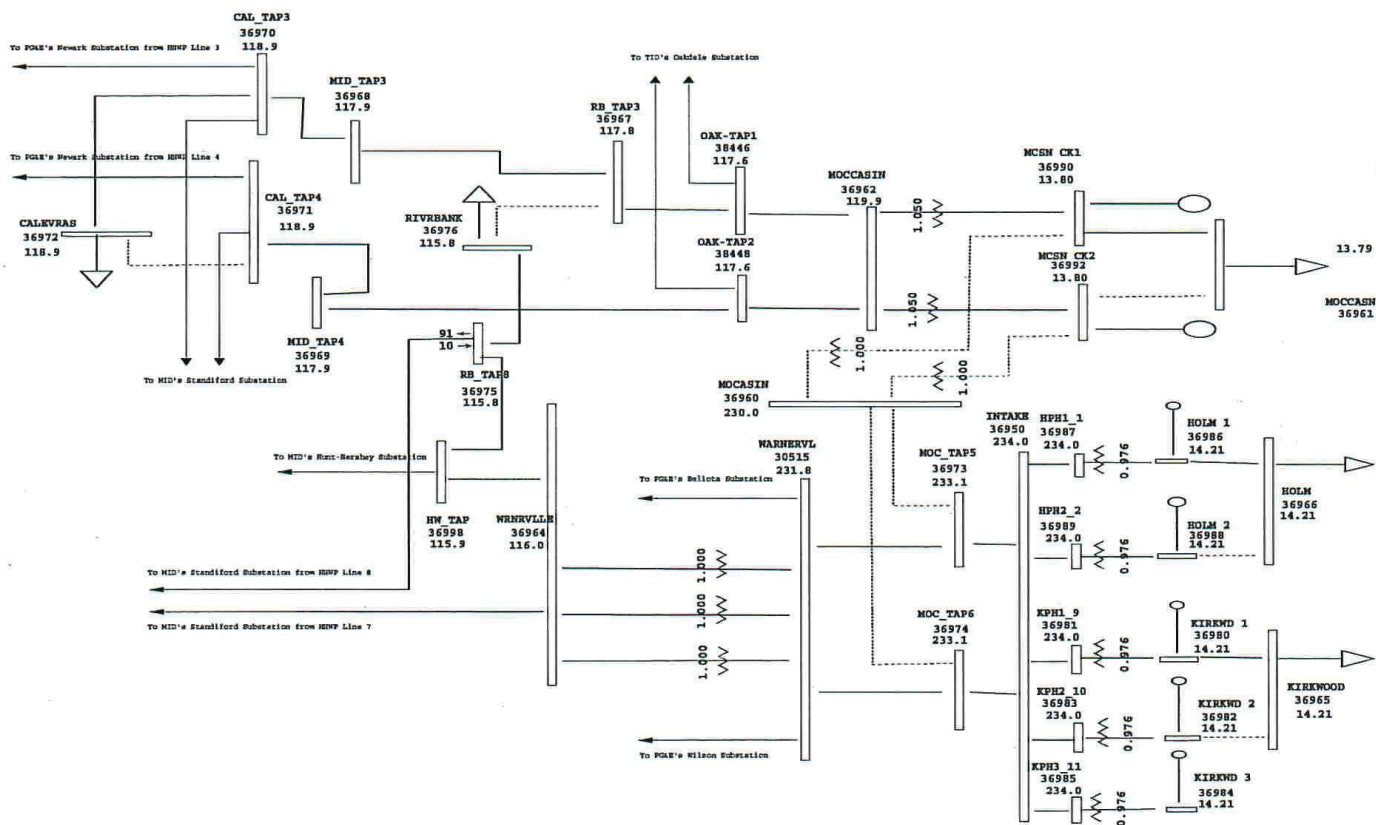 CAL_TAP3
36970
118.9
To PG&E's Newark Substation from HHWP Line 3
MID_TAP3
36968
117.9
To TID's Oakdale Substation
RB_TAP3
36967
117.8
OAK-TAP1
38446
117.6
To PG&E's Newark Substation from HHWP Line 4
CAL_TAP4
36971
118.9
CALKVRAS
36972
118.9
RIVRBANK
36976
115.8
MOCCASIN
36962
119.9
MCSN CK1
36990
13.80
1.050
OAK-TAP2
38448
117.6
MCSN CK2
36992
13.80
1.050
13.79
MOCCASN
36961
MID_TAP4
36969
117.9
91
10
RB_TAP8
36975
115.8
To MID's Standiford Substation
1.000
1.000
MOCASIN
36960
230.0
To MID's Hunt-Hershey Substation
HW_TAP
36998
115.9
WRNRVLLE
36964
116.0
WARNERVL
30515
231.8
To PG&E's Bellota Substation
MOC_TAP5
36973
233.1
INTAKE
36950
234.0
HPH1_1
36987
234.0
0.976
HOLM 1
36986
14.21
HOLM
36966
14.21
HPH2_2
36989
234.0
0.976
HOLM 2
36988
14.21
To MID's Standiford Substation from HHWP Line 8
To MID's Standiford Substation from HHWP Line 7
1.000
1.000
1.000
MOC_TAP6
36974
233.1
KPH1_9
36981
234.0
0.976
KIRKWD 1
36980
14.21
KIRKWOOD
36965
14.21
KPH2_10
36983
234.0
0.976
KIRKWD 2
36982
14.21
To PG&E's Wilson Substation
KPH3_11
36985
234.0
0.976
KIRKWD 3
36984
14.21